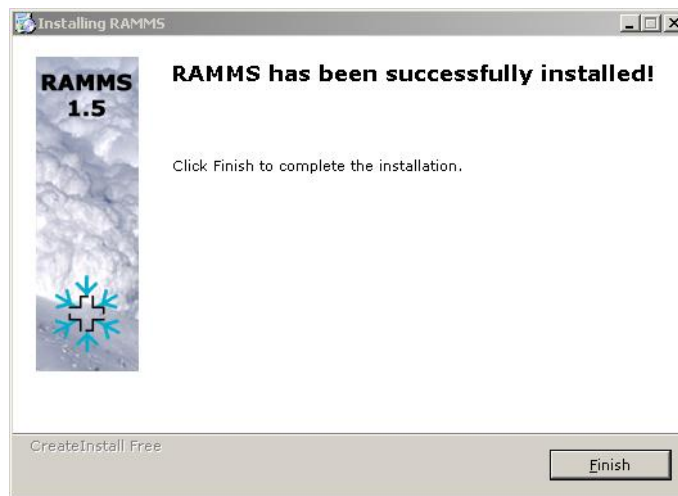 Installing RAMMS
RAMMS
1.5
RAMMS has been successfully installed!
Click Finish to complete the installation.
CreateInstall Free
Finish